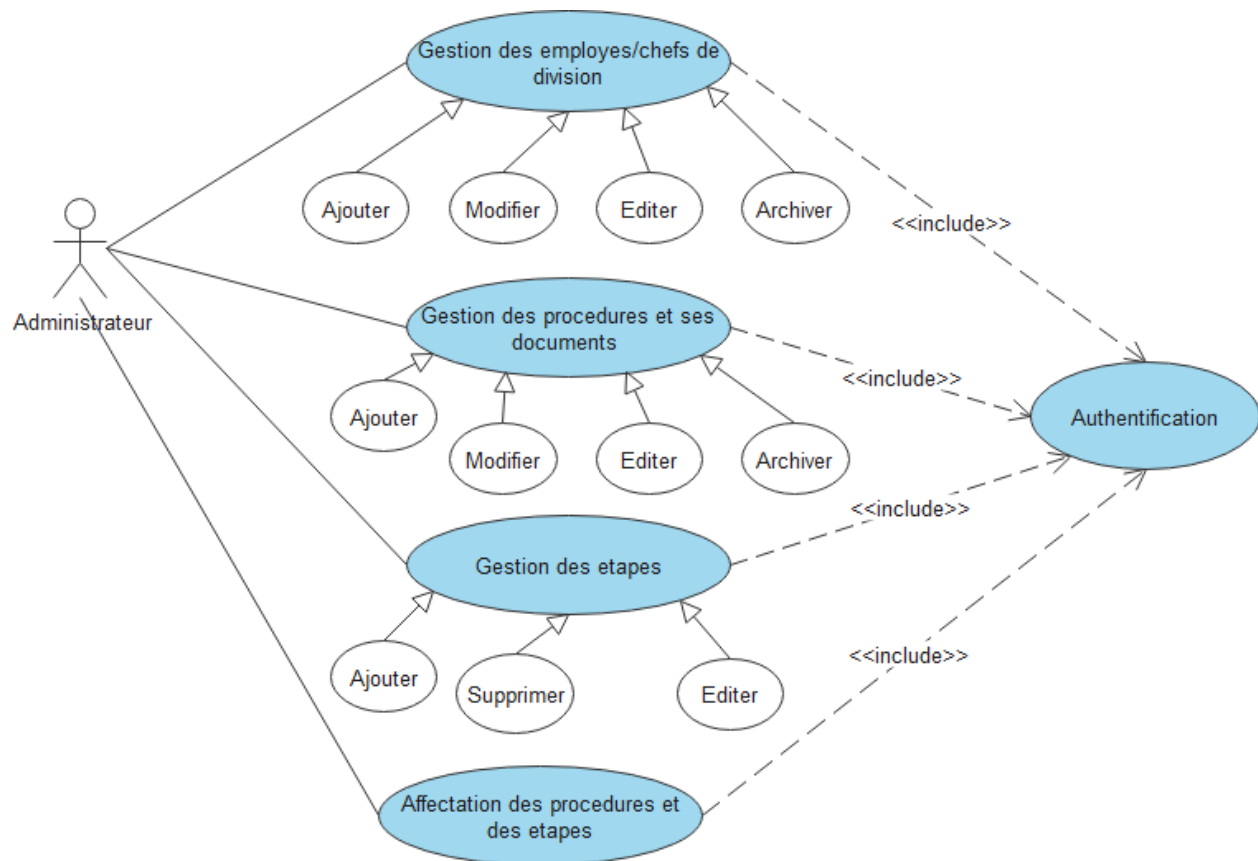 Gestion des employes/chefs de
division
Ajouter
Modifier
Editer
Archiver
<<include>>
Administrateur
Gestion des procedures et ses
documents
<<include>>
Ajouter
Modifier
Editer
Archiver
Authentification
<<include>>
Gestion des etapes
Ajouter
Supprimer
Editer
<<include>>
Affectation des procedures et
des etapes